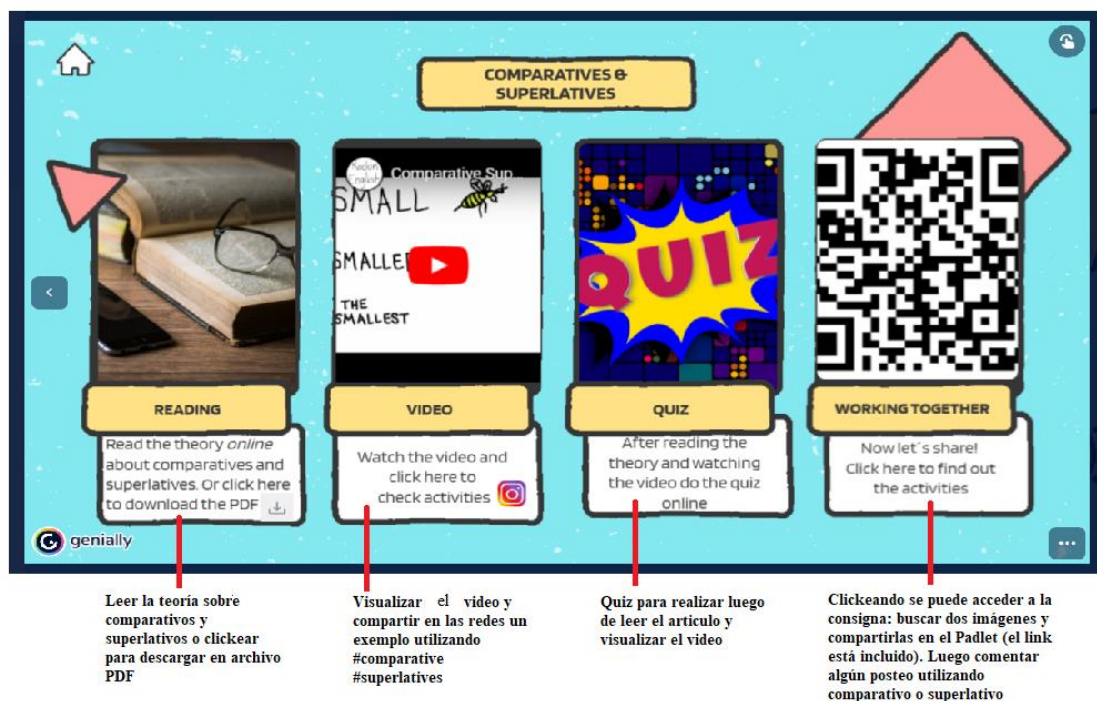 COMPARATIVES &
SUPERLATIVES
Kedon
English
Comparative Sup
SMALL
SMALLE
THE
SMALLEST
QUIZ
READING
Read the theory online
about comparatives and
superlatives. Or click here
to download the PDF
VIDEO
Watch the video and
click here to
check activities
QUIZ
After reading the
theory and watching
the video do the quiz
online
WORKING TOGETHER
Now let´s share!
Click here to find out
the activities
genially
Leer la teoría sobre
comparativos y
superlativos o clickear
para descargar en archivo
PDF
Visualizar el video y
compartir en las redes un
exemplo utilizando
#comparative
#superlatives
Quiz para realizar luego
de leer el articulo y
visualizar el video
Clickeando se puede acceder a la
consigna: buscar dos imágenes y
compartirlas en el Padlet (el link
está incluido). Luego comentar
algún posteo utilizando
comparativo o superlativo